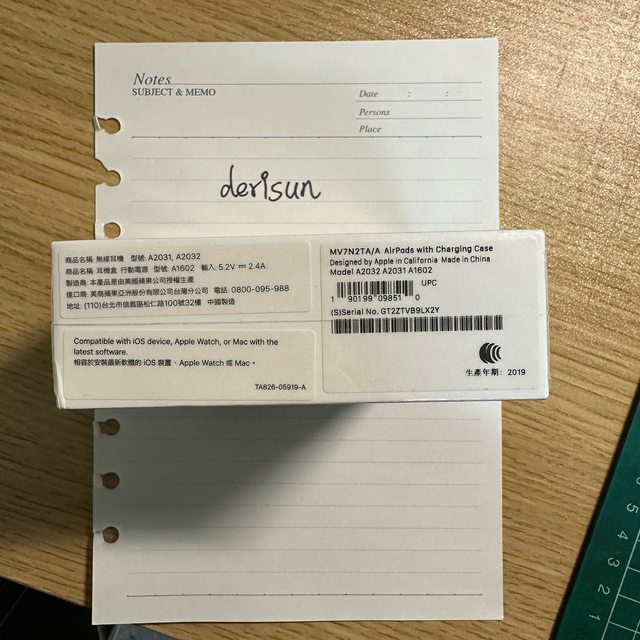 Notes
SUBJECT & MEMO
Date : :
Persons
Place
derisun
商品名稱: 無線耳機 型號: A2031, A2032
商品名稱: 耳機盒 行動電源 型號: A1602 輸入: 5.2V⎓2.4A
製造商: 本產品是由美國蘋果公司授權生產
進口商: 美商蘋果亞洲股份有限公司台灣分公司 電話: 0800-095-988
地址: (110)台北市信義區松仁路100號32樓 中國製造
Compatible with iOS device, Apple Watch, or Mac with the
latest software.
相容於安裝最新軟體的 iOS 裝置、Apple Watch 或 Mac。
TA826-05919-A
MV7N2TA/A AirPods with Charging Case
Designed by Apple in California Made in China
Model A2032 A2031 A1602
UPC
1 90199 09851 0
(S)Serial No. GT2ZTVB9LX2Y
生產年期: 2019
5
4
3
2
1